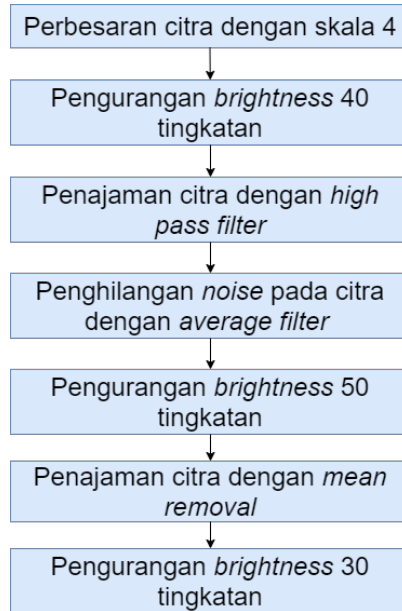 Perbesaran citra dengan skala 4
Pengurangan brightness 40
tingkatan
Penajaman citra dengan high
pass filter
Penghilangan noise pada citra
dengan average filter
Pengurangan brightness 50
tingkatan
Penajaman citra dengan mean
removal
Pengurangan brightness 30
tingkatan